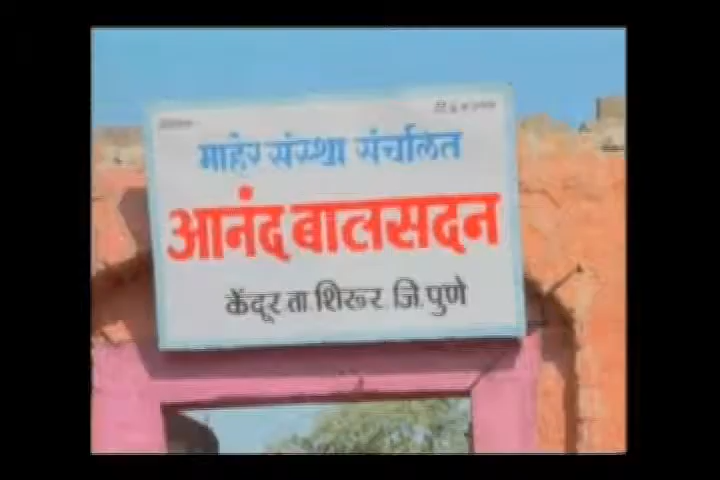 माहेर संस्था संचलित
आनंद बालसदन
केंदूर ता. शिरूर. जि. पुणे